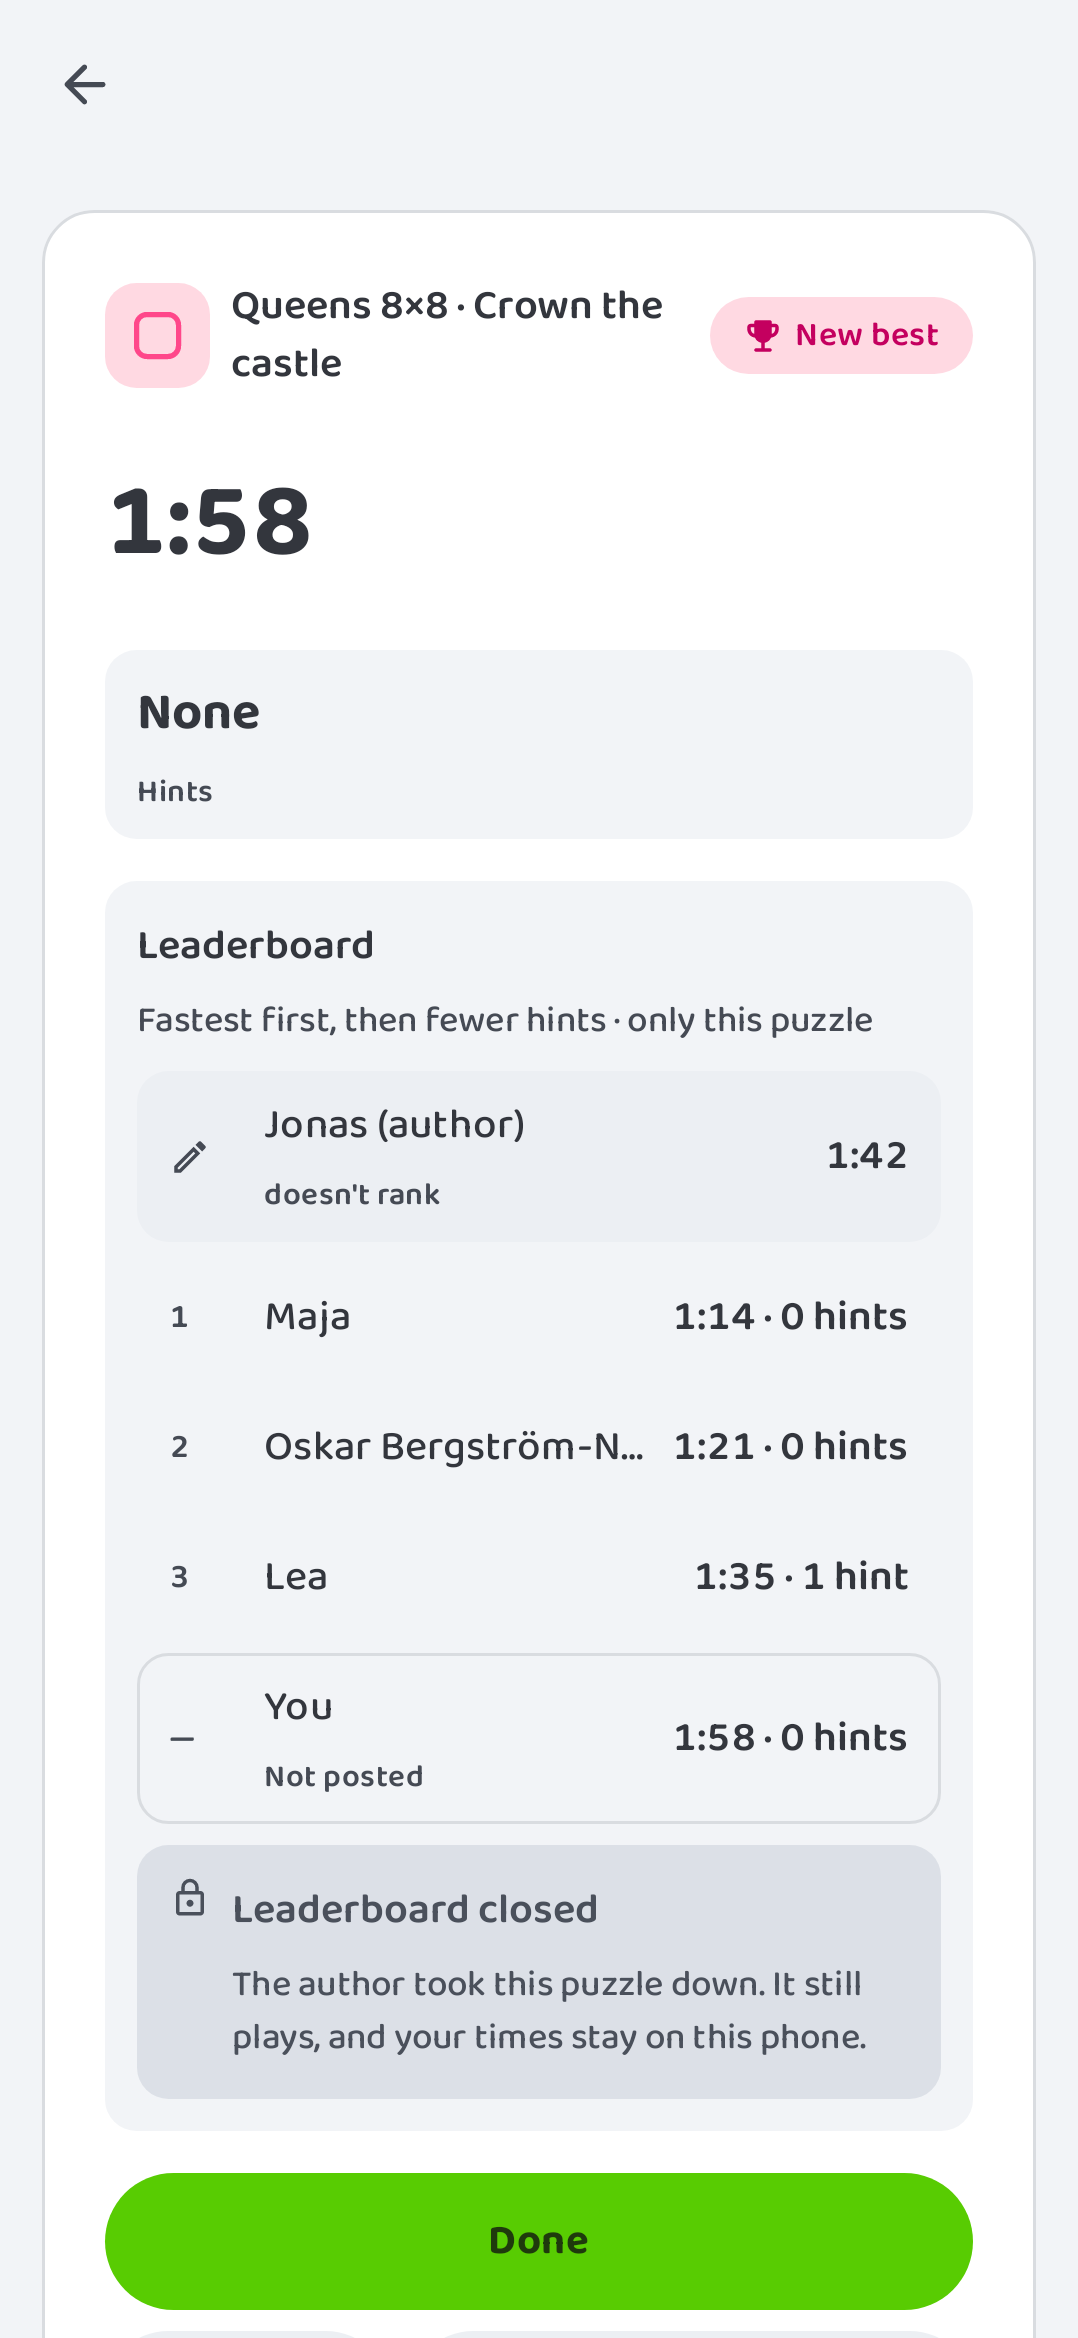 Queens 8×8 · Crown the
castle
New best
1:58
None
Hints
Leaderboard
Fastest first, then fewer hints · only this puzzle
Jonas (author)
doesn't rank
1:42
1 Maja 1:14 · 0 hints
2 Oskar Bergström-N... 1:21 · 0 hints
3 Lea 1:35 · 1 hint
– You
Not posted
1:58 · 0 hints
Leaderboard closed
The author took this puzzle down. It still
plays, and your times stay on this phone.
Done